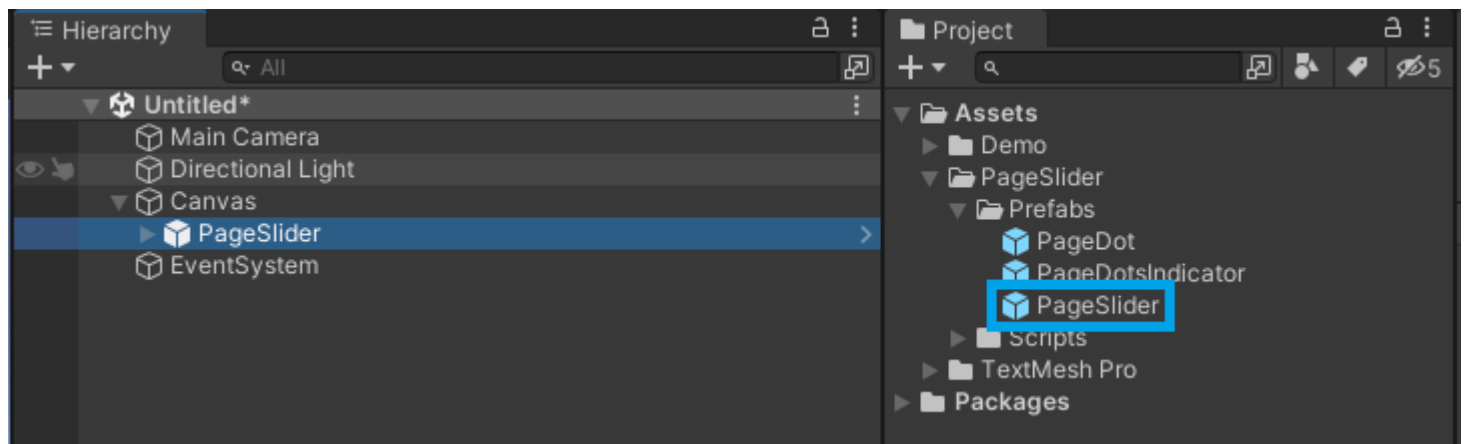 Hierarchy
All
Untitled*
Main Camera
Directional Light
Canvas
PageSlider
EventSystem
Project
5
Assets
Demo
PageSlider
Prefabs
PageDot
PageDotsIndicator
PageSlider
Scripts
TextMesh Pro
Packages